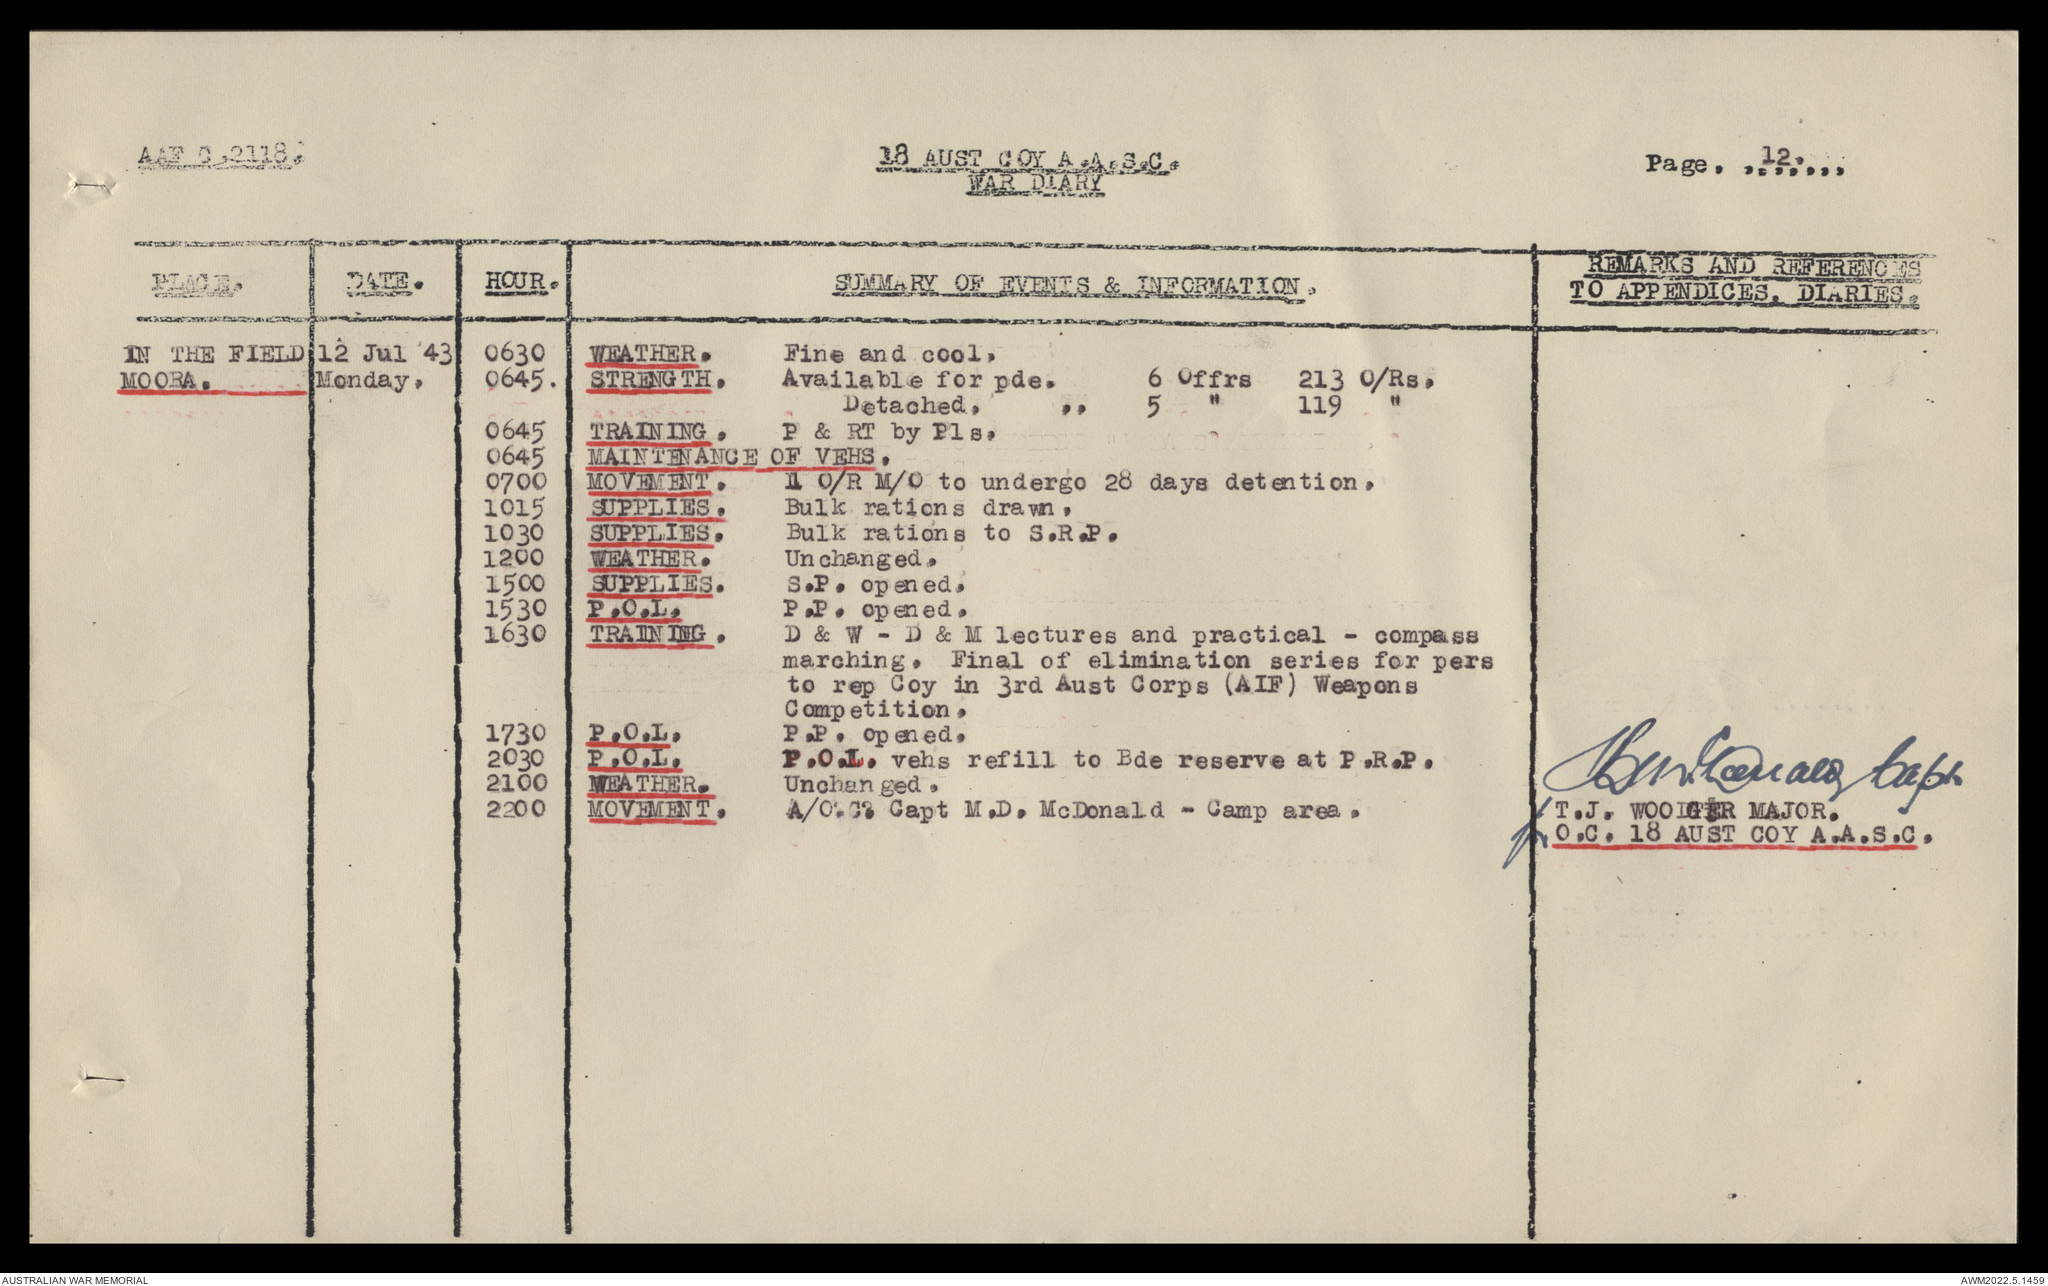 AAF C.2118.
18 AUST COY A.A.S.C.
WAR DIARY
Page. 12.
PLACE. DATE. HOUR. SUMMARY OF EVENTS & INFORMATION. REMARKS AND REFERENCES
TO APPENDICES. DIARIES.
IN THE FIELD 12 Jul '43 0630 WEATHER. Fine and cool.
MOORA. Monday. 0645. STRENGTH. Available for pde. 6 Offrs 213 O/Rs.
Detached. ,, 5 " 119 "
0645 TRAINING. P & RT by Pls.
0645 MAINTENANCE OF VEHS.
0700 MOVEMENT. 1 O/R M/O to undergo 28 days detention.
1015 SUPPLIES. Bulk rations drawn.
1030 SUPPLIES. Bulk rations to S.R.P.
1200 WEATHER. Unchanged.
1500 SUPPLIES. S.P. opened.
1530 P.O.L. P.P. opened.
1630 TRAINING. D & W - D & M lectures and practical - compass
marching. Final of elimination series for pers
to rep Coy in 3rd Aust Corps (AIF) Weapons
Competition.
1730 P.O.L. P.P. opened.
2030 P.O.L. P.O.L. vehs refill to Bde reserve at P.R.P.
2100 WEATHER. Unchanged.
2200 MOVEMENT. A/O.C. Capt M.D. McDonald - Camp area.
Capt
T.J. WOOLGER MAJOR.
for O.C. 18 AUST COY A.A.S.C.
AUSTRALIAN WAR MEMORIAL
AWM2022.5.1459